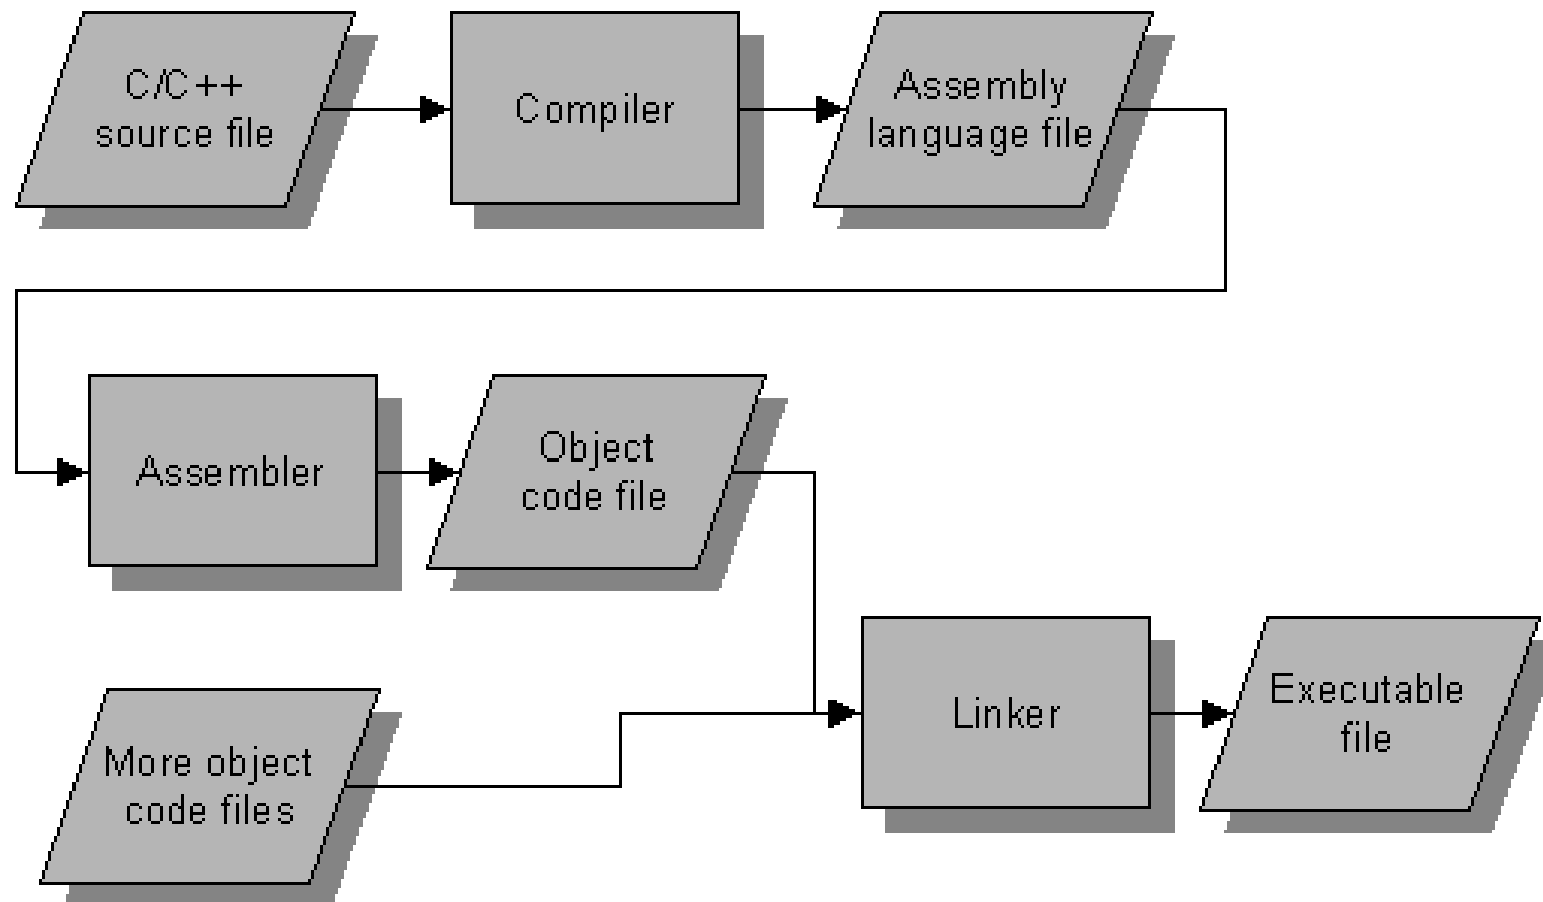 C/C++
source file
Compiler
Assembly
language file
Assembler
Object
code file
More object
code files
Linker
Executable
file